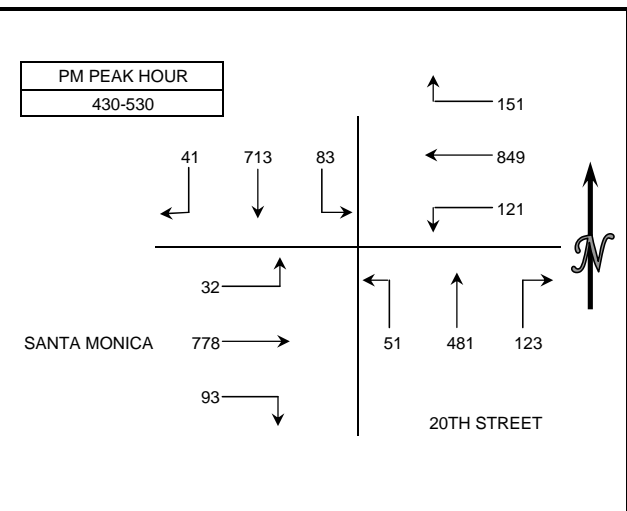 PM PEAK HOUR
430-530
151
41 713 83
849
121
N
32
SANTA MONICA 778
51 481 123
93
20TH STREET